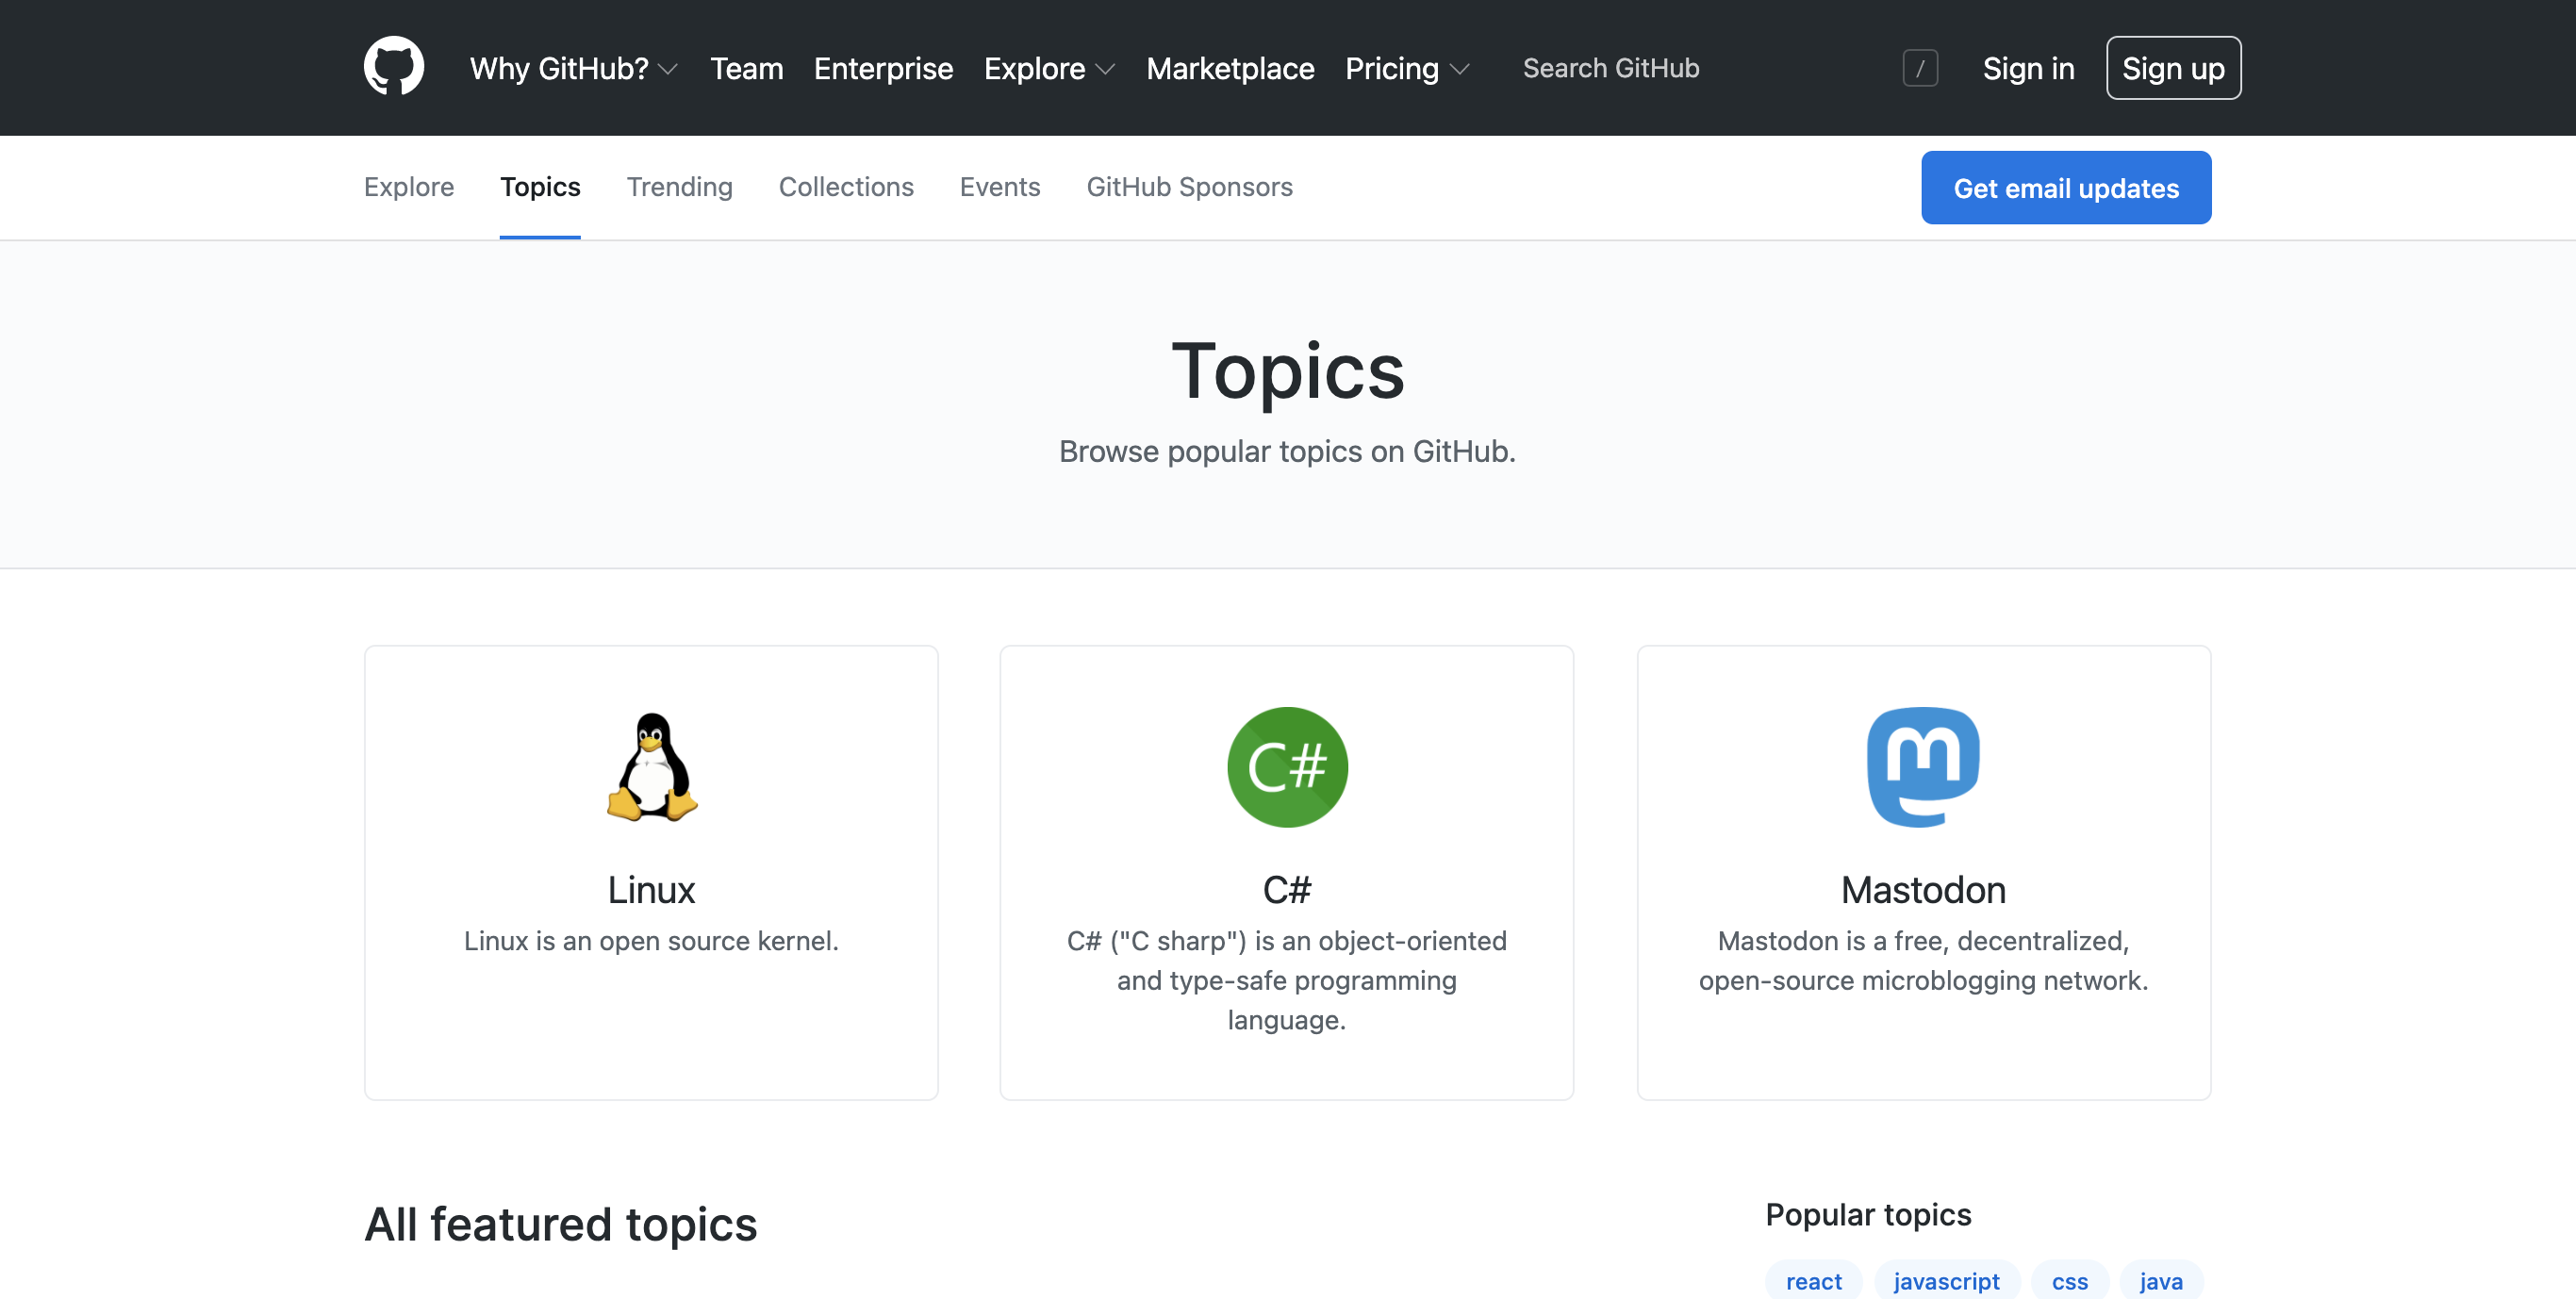 Why GitHub? Team Enterprise Explore Marketplace Pricing Search GitHub / Sign in Sign up
Explore Topics Trending Collections Events GitHub Sponsors Get email updates
Topics
Browse popular topics on GitHub.
C#
m
Linux
Linux is an open source kernel.
C#
C# ("C sharp") is an object-oriented
and type-safe programming
language.
Mastodon
Mastodon is a free, decentralized,
open-source microblogging network.
All featured topics
Popular topics
react javascript css java